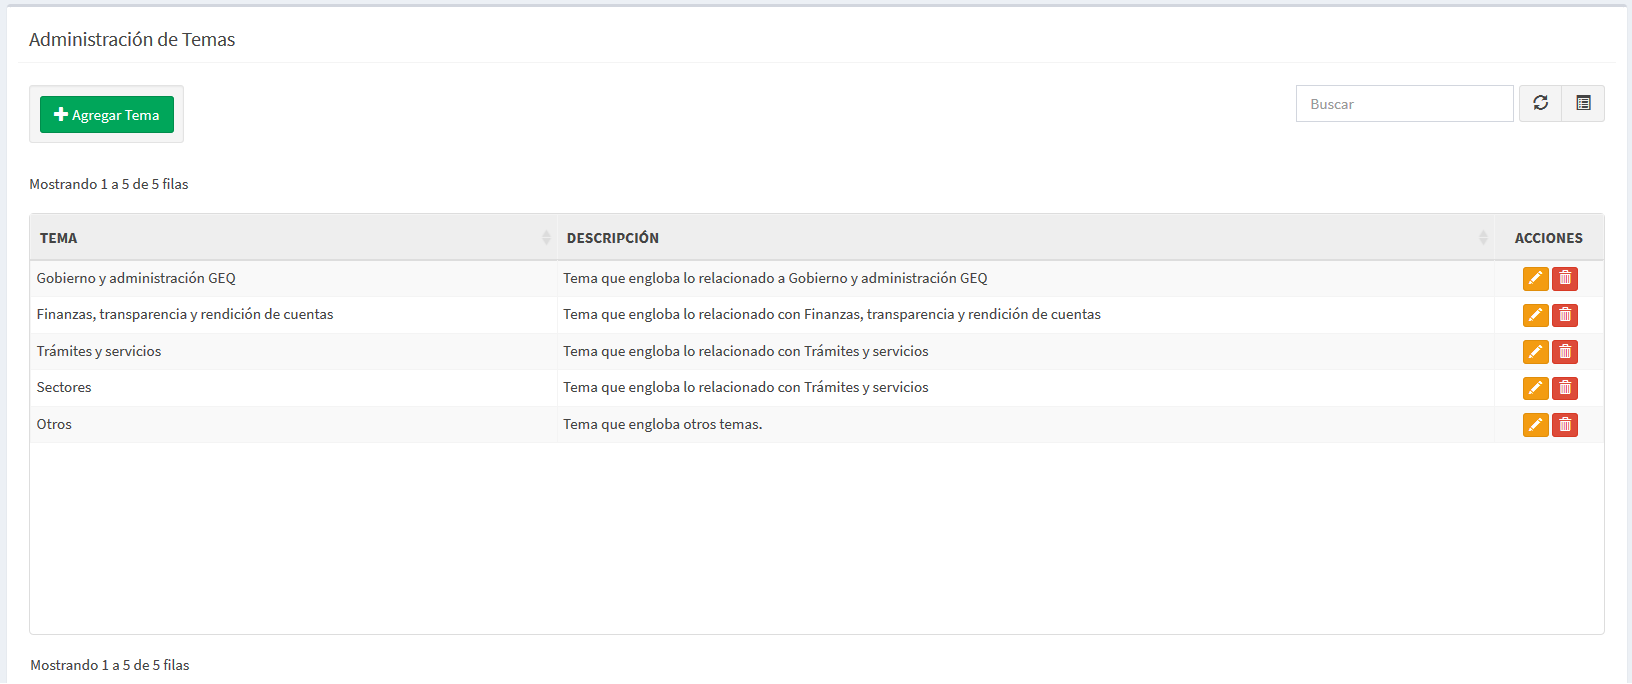 Administración de Temas
Agregar Tema
Buscar
Mostrando 1 a 5 de 5 filas
TEMA DESCRIPCIÓN ACCIONES
Gobierno y administración GEQ Tema que engloba lo relacionado a Gobierno y administración GEQ
Finanzas, transparencia y rendición de cuentas Tema que engloba lo relacionado con Finanzas, transparencia y rendición de cuentas
Trámites y servicios Tema que engloba lo relacionado con Trámites y servicios
Sectores Tema que engloba lo relacionado con Trámites y servicios
Otros Tema que engloba otros temas.
Mostrando 1 a 5 de 5 filas